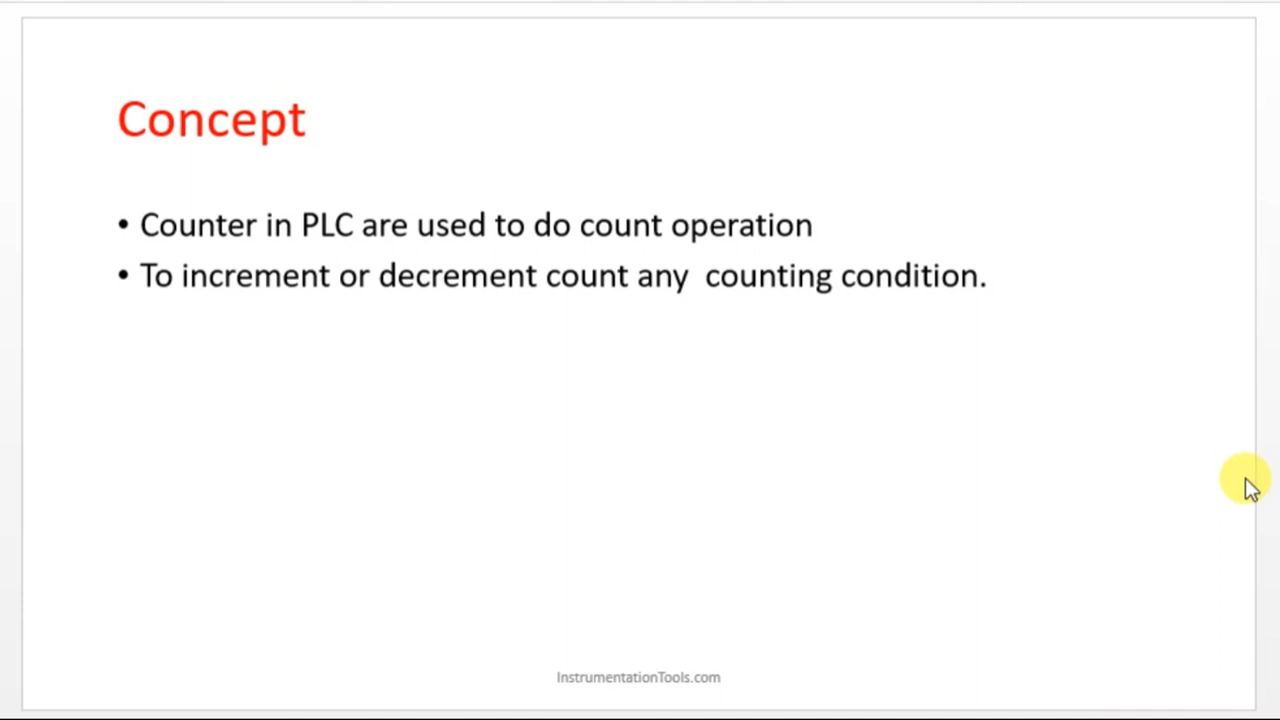 Concept
• Counter in PLC are used to do count operation
• To increment or decrement count any  counting condition.
InstrumentationTools.com